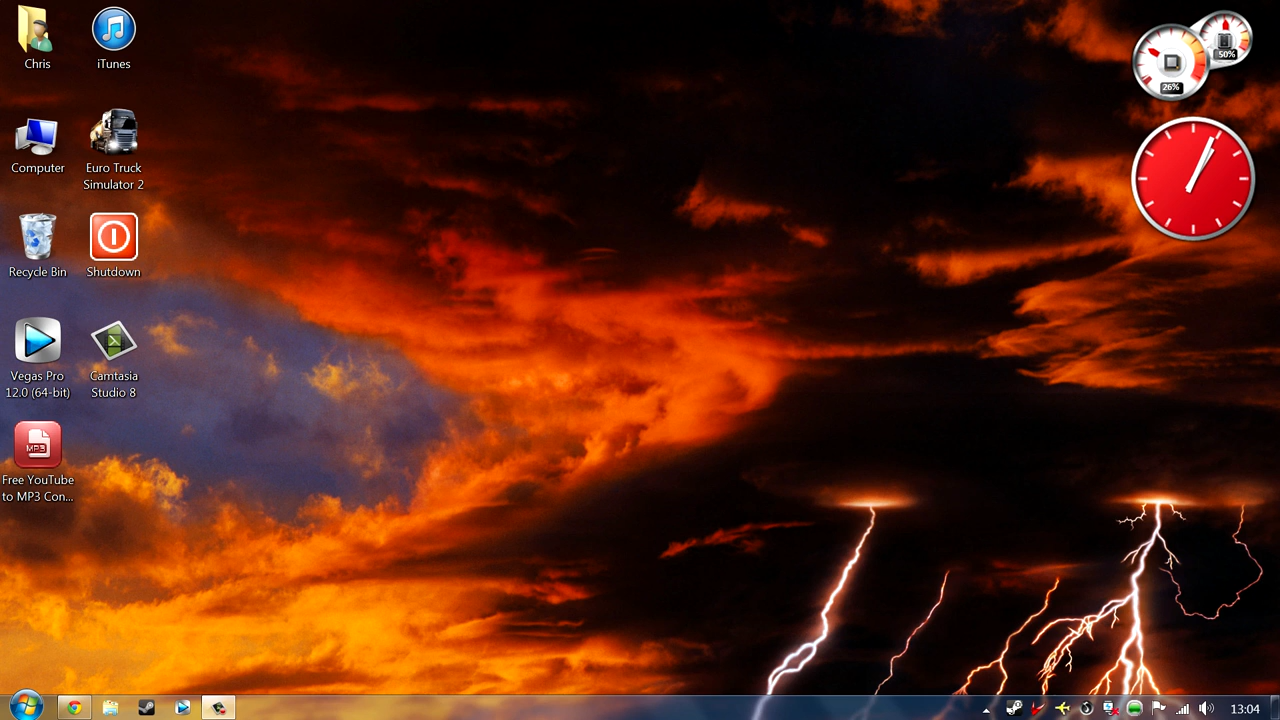 Chris
iTunes
Computer
Euro Truck
Simulator 2
Recycle Bin
Shutdown
Vegas Pro
12.0 (64-bit)
Camtasia
Studio 8
MP3
Free YouTube
to MP3 Con...
50%
26%
13:04